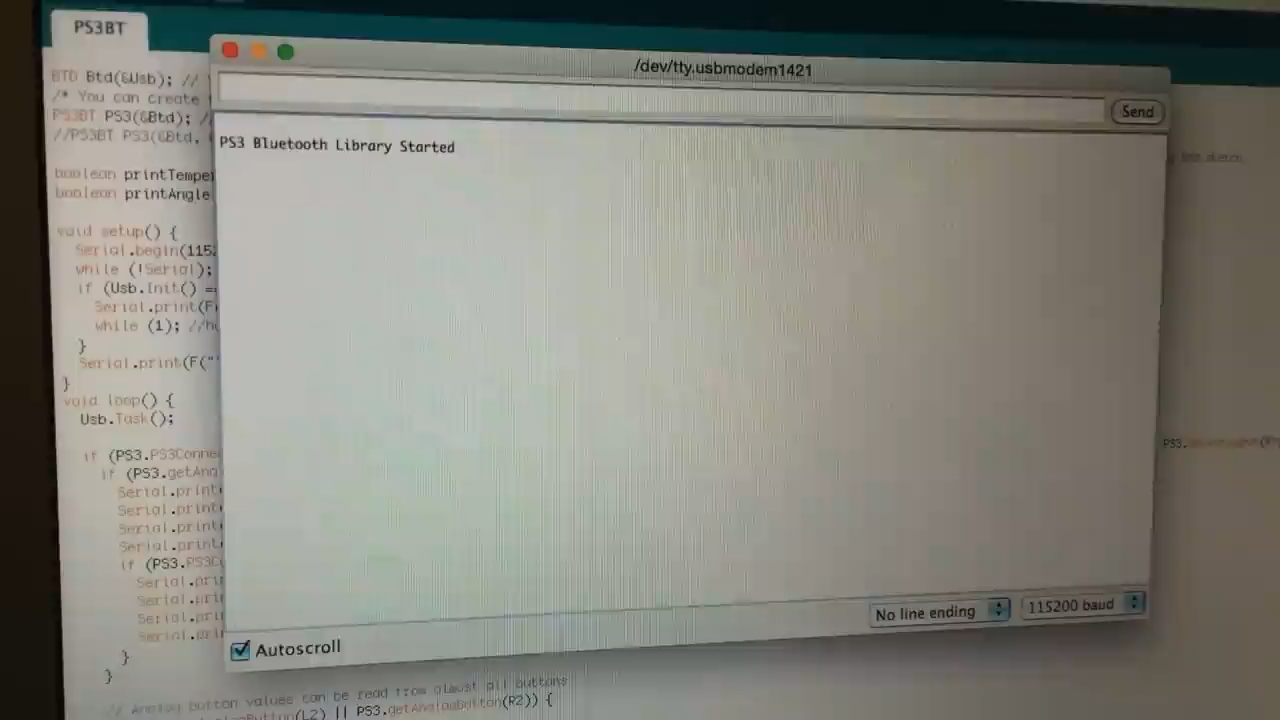 PS3BT
/dev/tty.usbmodem1421
Send
PS3 Bluetooth Library Started
BTD Btd(&Usb); //
/* You can create
PS3BT PS3(&Btd); //
//PS3BT PS3(&Btd,
boolean printTemper
boolean printAngle
void setup() {
Serial.begin(1152
while (!Serial);
if (Usb.Init() =
Serial.print(F
while (1); //h
}
Serial.print(F("
}
void loop() {
Usb.Task();
if (PS3.PS3Conne
if (PS3.getAna
Serial.print
Serial.print
Serial.print
Serial.print
if (PS3.PS3C
Serial.pri
Serial.pri
Serial.pri
Serial.pri
}
}
// Analog button values can be read from almost all buttons
Button(L2) || PS3.getAnalogButton(R2)) {
sketch
PS3.
No line ending
115200 baud
Autoscroll